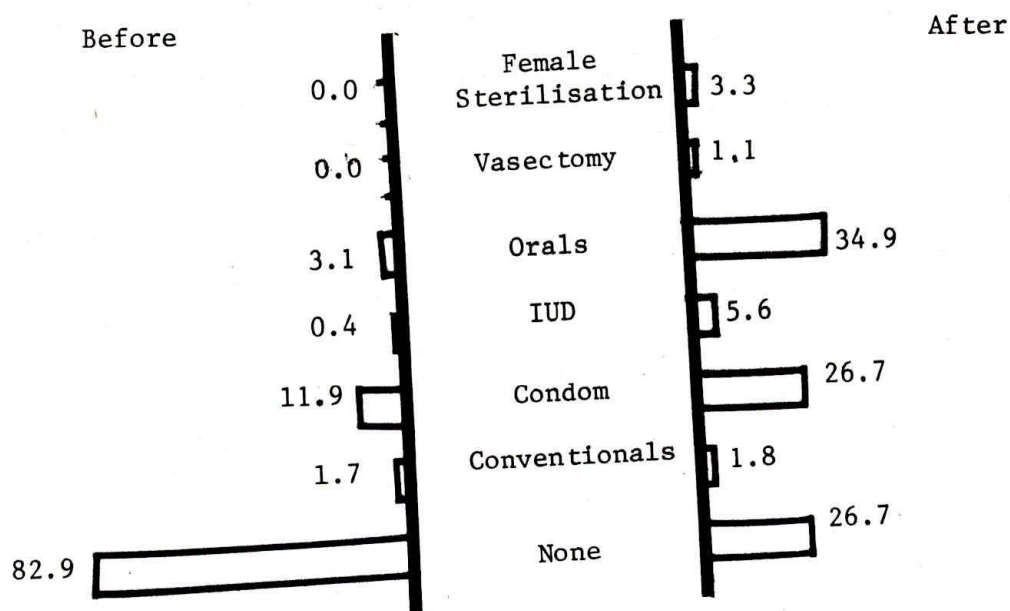 Before After
0.0 Female Sterilisation 3.3
0.0 Vasectomy 1.1
3.1 Orals 34.9
0.4 IUD 5.6
11.9 Condom 26.7
1.7 Conventionals 1.8
82.9 None 26.7